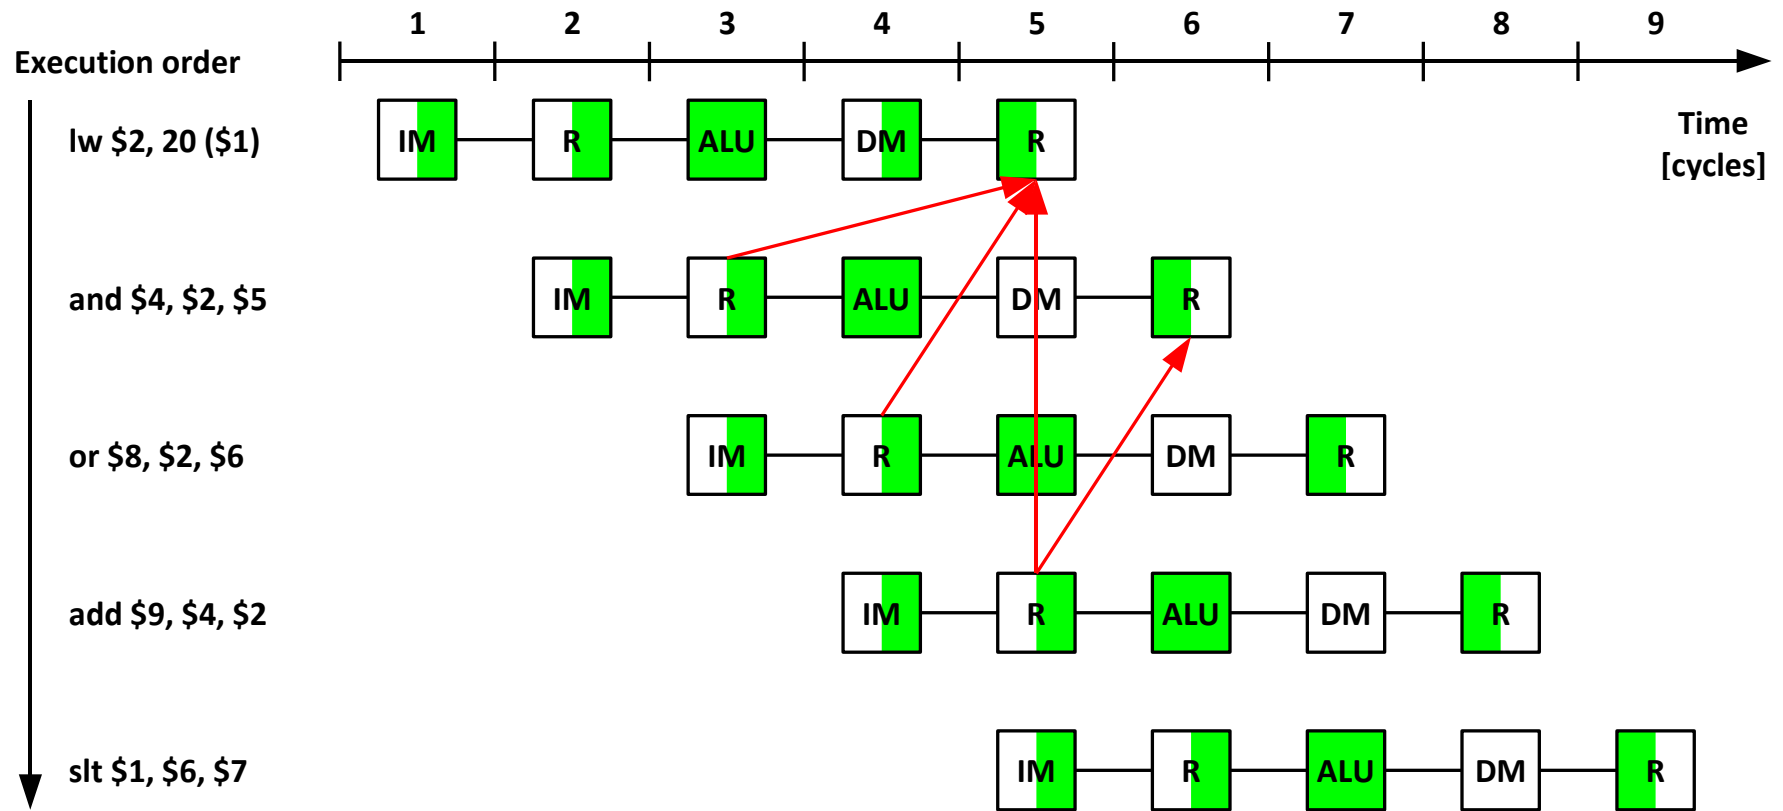 1 2 3 4 5 6 7 8 9
Execution order
Time
[cycles]
lw $2, 20 ($1) IM R ALU DM R
and $4, $2, $5 IM R ALU DM R
or $8, $2, $6 IM R ALU DM R
add $9, $4, $2 IM R ALU DM R
slt $1, $6, $7 IM R ALU DM R